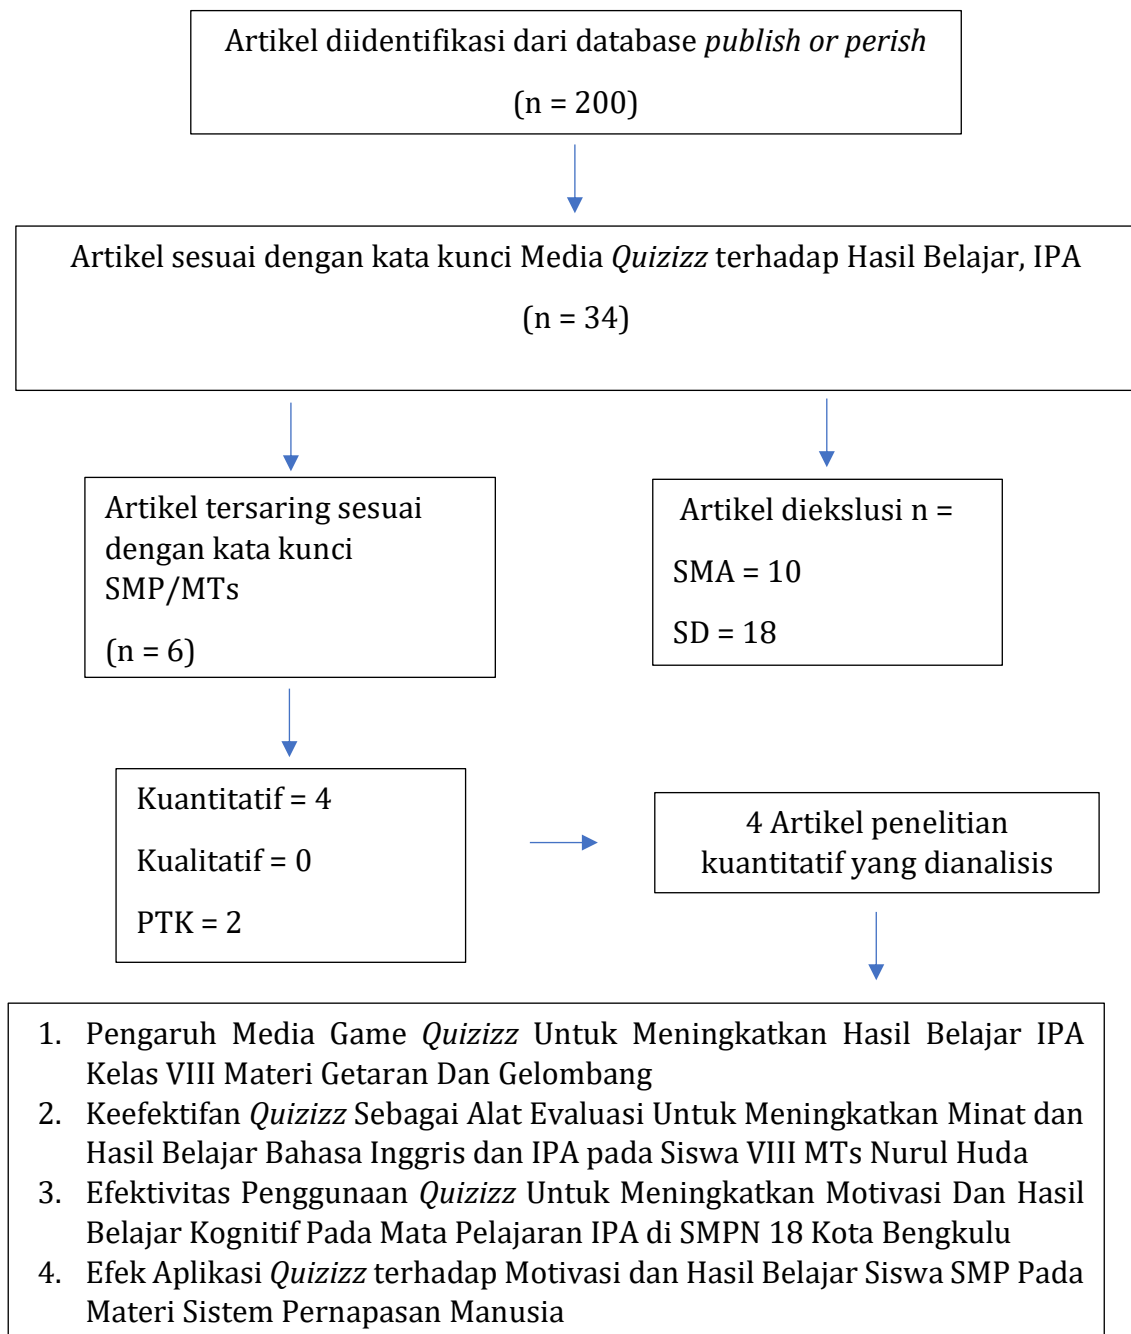 Artikel diidentifikasi dari database publish or perish
(n = 200)
Artikel sesuai dengan kata kunci Media Quizizz terhadap Hasil Belajar, IPA
(n = 34)
Artikel tersaring sesuai
dengan kata kunci
SMP/MTs
(n = 6)
Artikel diekslusi n =
SMA = 10
SD = 18
Kuantitatif = 4
Kualitatif = 0
PTK = 2
4 Artikel penelitian
kuantitatif yang dianalisis
1. Pengaruh Media Game Quizizz Untuk Meningkatkan Hasil Belajar IPA
Kelas VIII Materi Getaran Dan Gelombang
2. Keefektifan Quizizz Sebagai Alat Evaluasi Untuk Meningkatkan Minat dan
Hasil Belajar Bahasa Inggris dan IPA pada Siswa VIII MTs Nurul Huda
3. Efektivitas Penggunaan Quizizz Untuk Meningkatkan Motivasi Dan Hasil
Belajar Kognitif Pada Mata Pelajaran IPA di SMPN 18 Kota Bengkulu
4. Efek Aplikasi Quizizz terhadap Motivasi dan Hasil Belajar Siswa SMP Pada
Materi Sistem Pernapasan Manusia